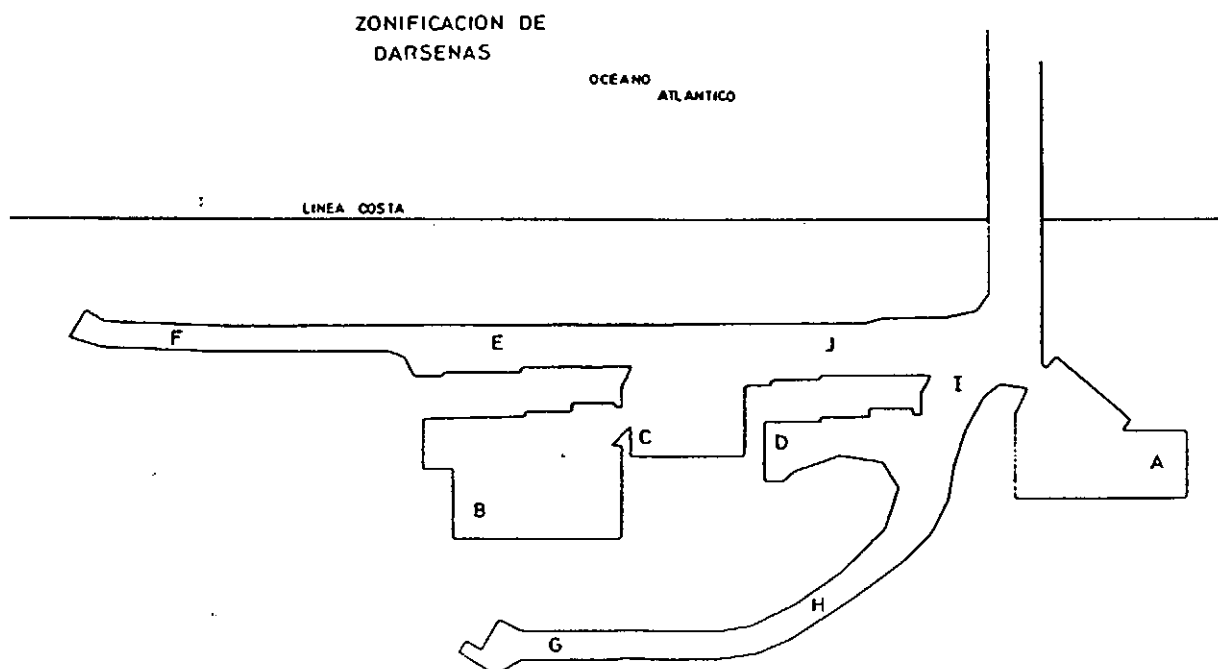 ZONIFICACION DE
DARSENAS
OCEANO
ATLANTICO
LINEA COSTA
F
E
J
I
C
D
A
B
H
G